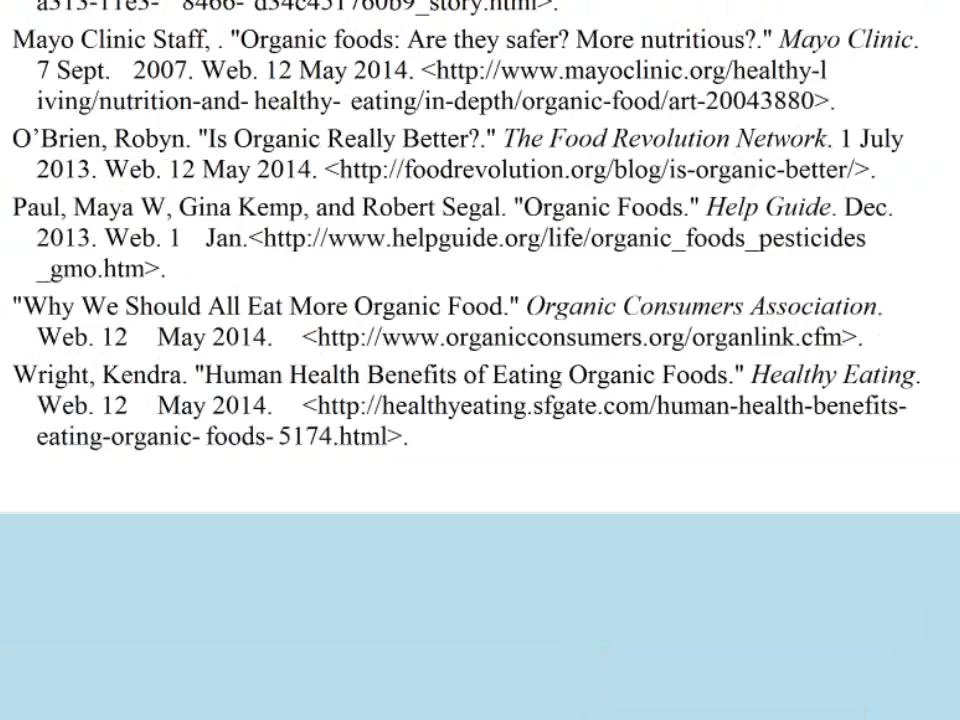 a313-11e3- 8466- d34c451760b9_story.html>.
Mayo Clinic Staff, . "Organic foods: Are they safer? More nutritious?." Mayo Clinic.
7 Sept. 2007. Web. 12 May 2014. <http://www.mayoclinic.org/healthy-l
iving/nutrition-and- healthy- eating/in-depth/organic-food/art-20043880>.
O’Brien, Robyn. "Is Organic Really Better?." The Food Revolution Network. 1 July
2013. Web. 12 May 2014. <http://foodrevolution.org/blog/is-organic-better/>.
Paul, Maya W, Gina Kemp, and Robert Segal. "Organic Foods." Help Guide. Dec.
2013. Web. 1 Jan.<http://www.helpguide.org/life/organic_foods_pesticides
_gmo.htm>.
"Why We Should All Eat More Organic Food." Organic Consumers Association.
Web. 12 May 2014. <http://www.organicconsumers.org/organlink.cfm>.
Wright, Kendra. "Human Health Benefits of Eating Organic Foods." Healthy Eating.
Web. 12 May 2014. <http://healthyeating.sfgate.com/human-health-benefits-
eating-organic- foods- 5174.html>.